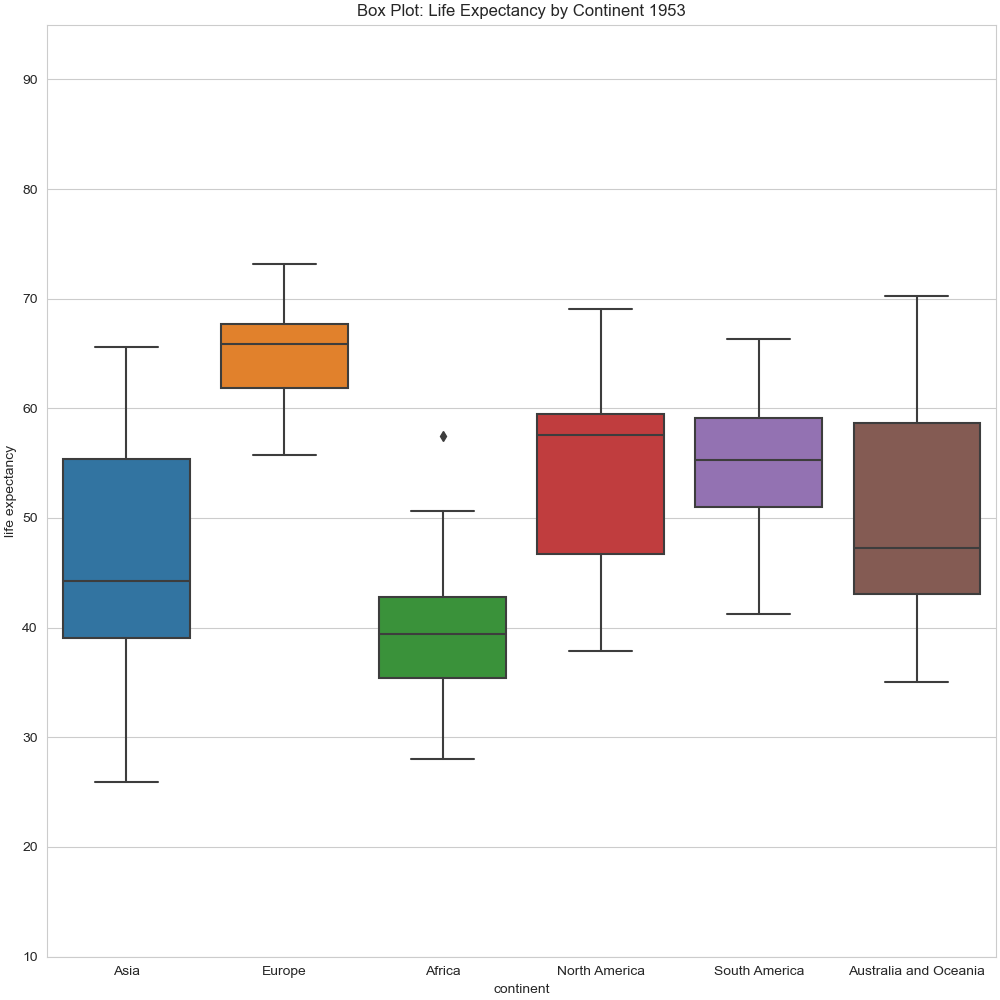 Box Plot: Life Expectancy by Continent 1953
90
80
70
60
50
40
30
20
10
life expectancy
Asia Europe Africa North America South America Australia and Oceania
continent